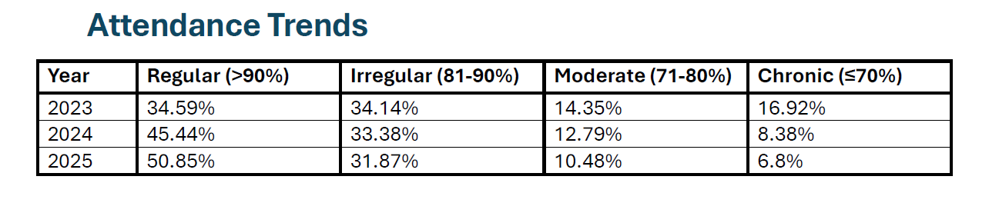 Attendance Trends
Year Regular (>90%) Irregular (81-90%) Moderate (71-80%) Chronic (≤70%)
2023 34.59% 34.14% 14.35% 16.92%
2024 45.44% 33.38% 12.79% 8.38%
2025 50.85% 31.87% 10.48% 6.8%